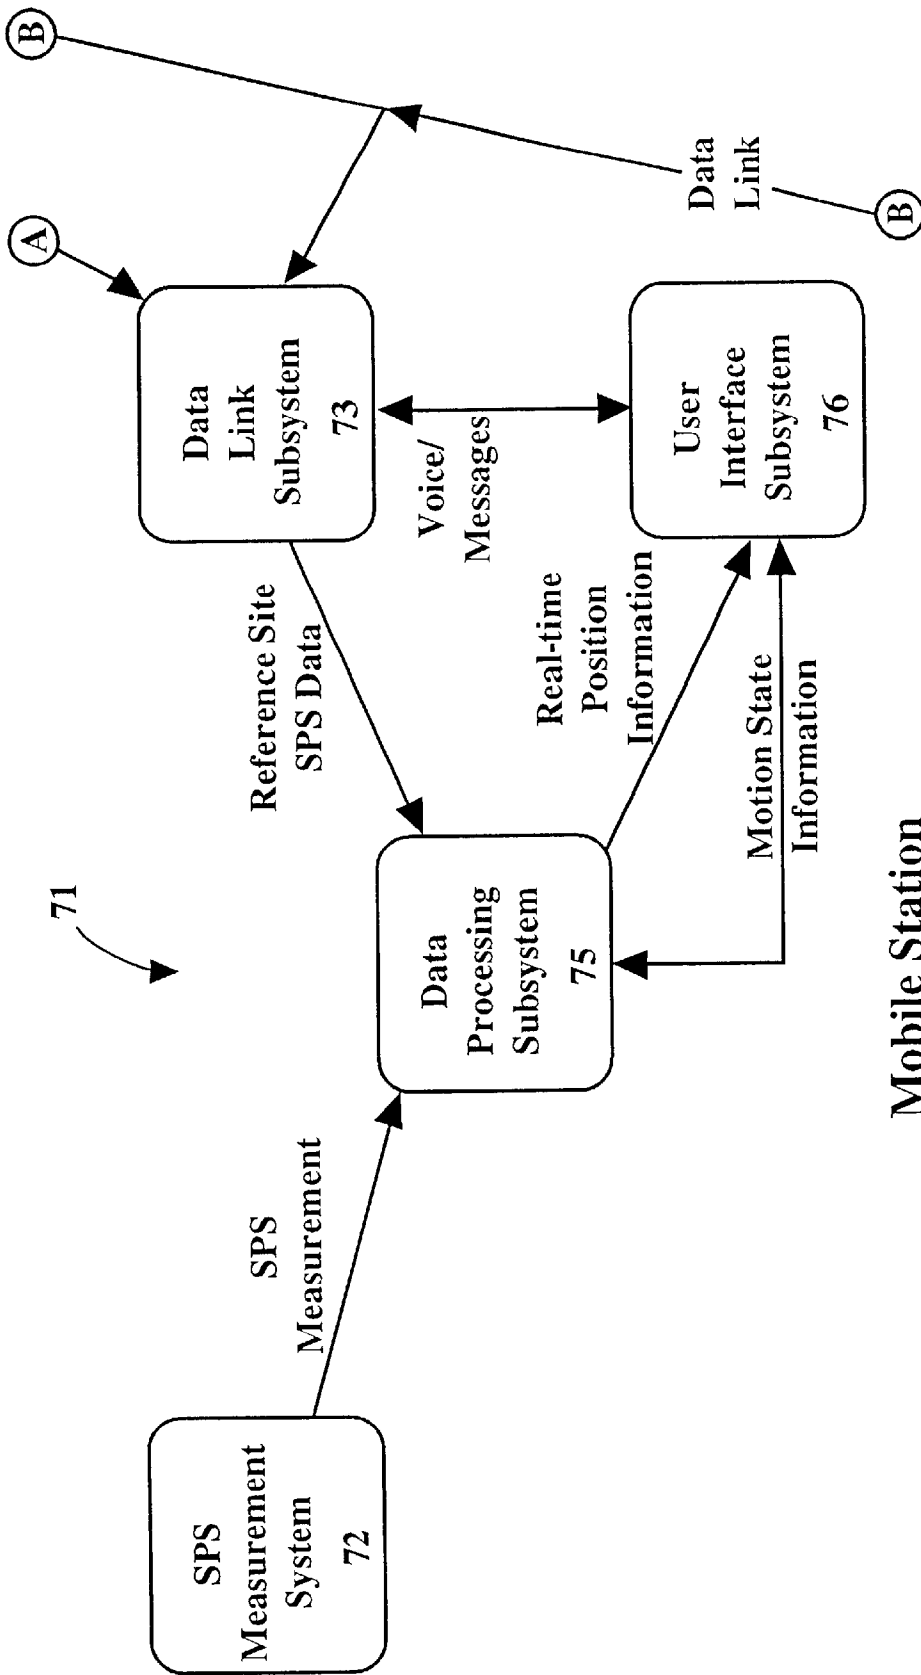 71
A
B
Data
Link
Subsystem
73
Reference Site
SPS Data
SPS
Measurement
System
72
SPS
Measurement
Data
Processing
Subsystem
75
Voice/
Messages
Real-time
Position
Information
Motion State
Information
User
Interface
Subsystem
76
Data
Link
B
Mobile Station